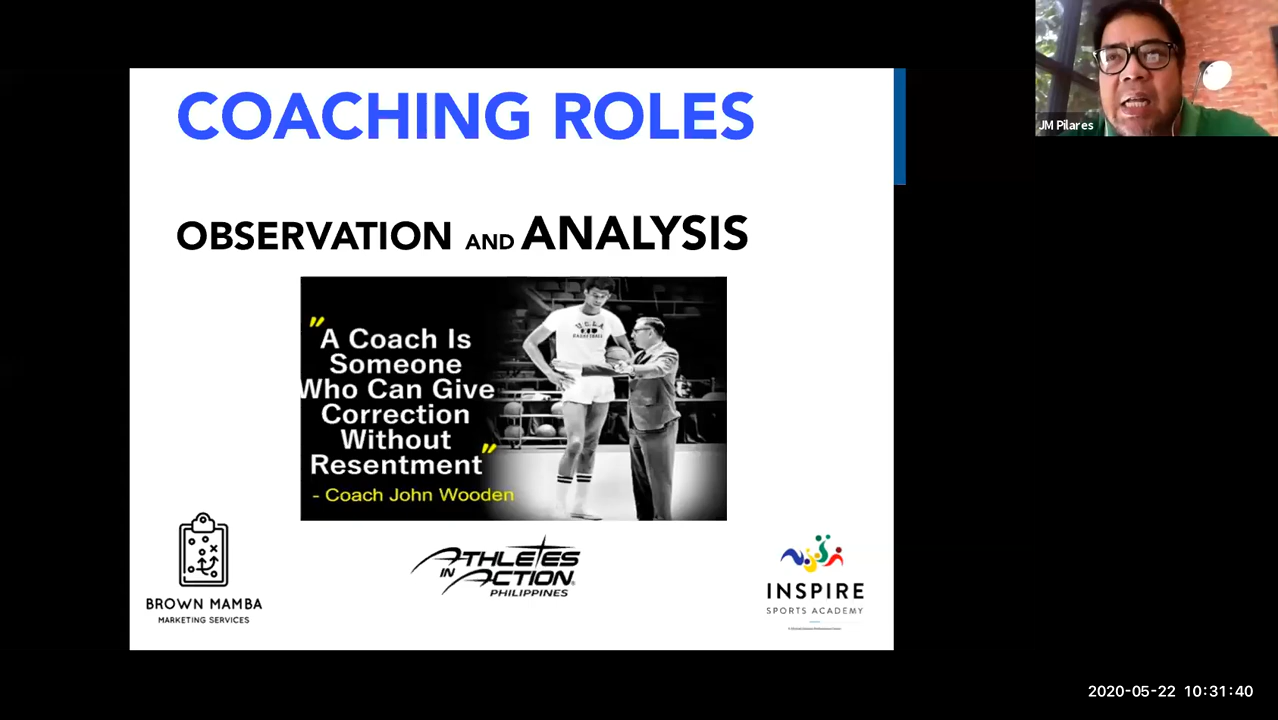 COACHING ROLES
JM Pilares
OBSERVATION AND ANALYSIS
"A Coach Is
Someone
Who Can Give
Correction
Without
Resentment"
- Coach John Wooden
U.C.L.A
BASKETBALL
BROWN MAMBA
MARKETING SERVICES
ATHLETES
IN ACTION®
PHILIPPINES
INSPIRE
SPORTS ACADEMY
2020-05-22 10:31:40